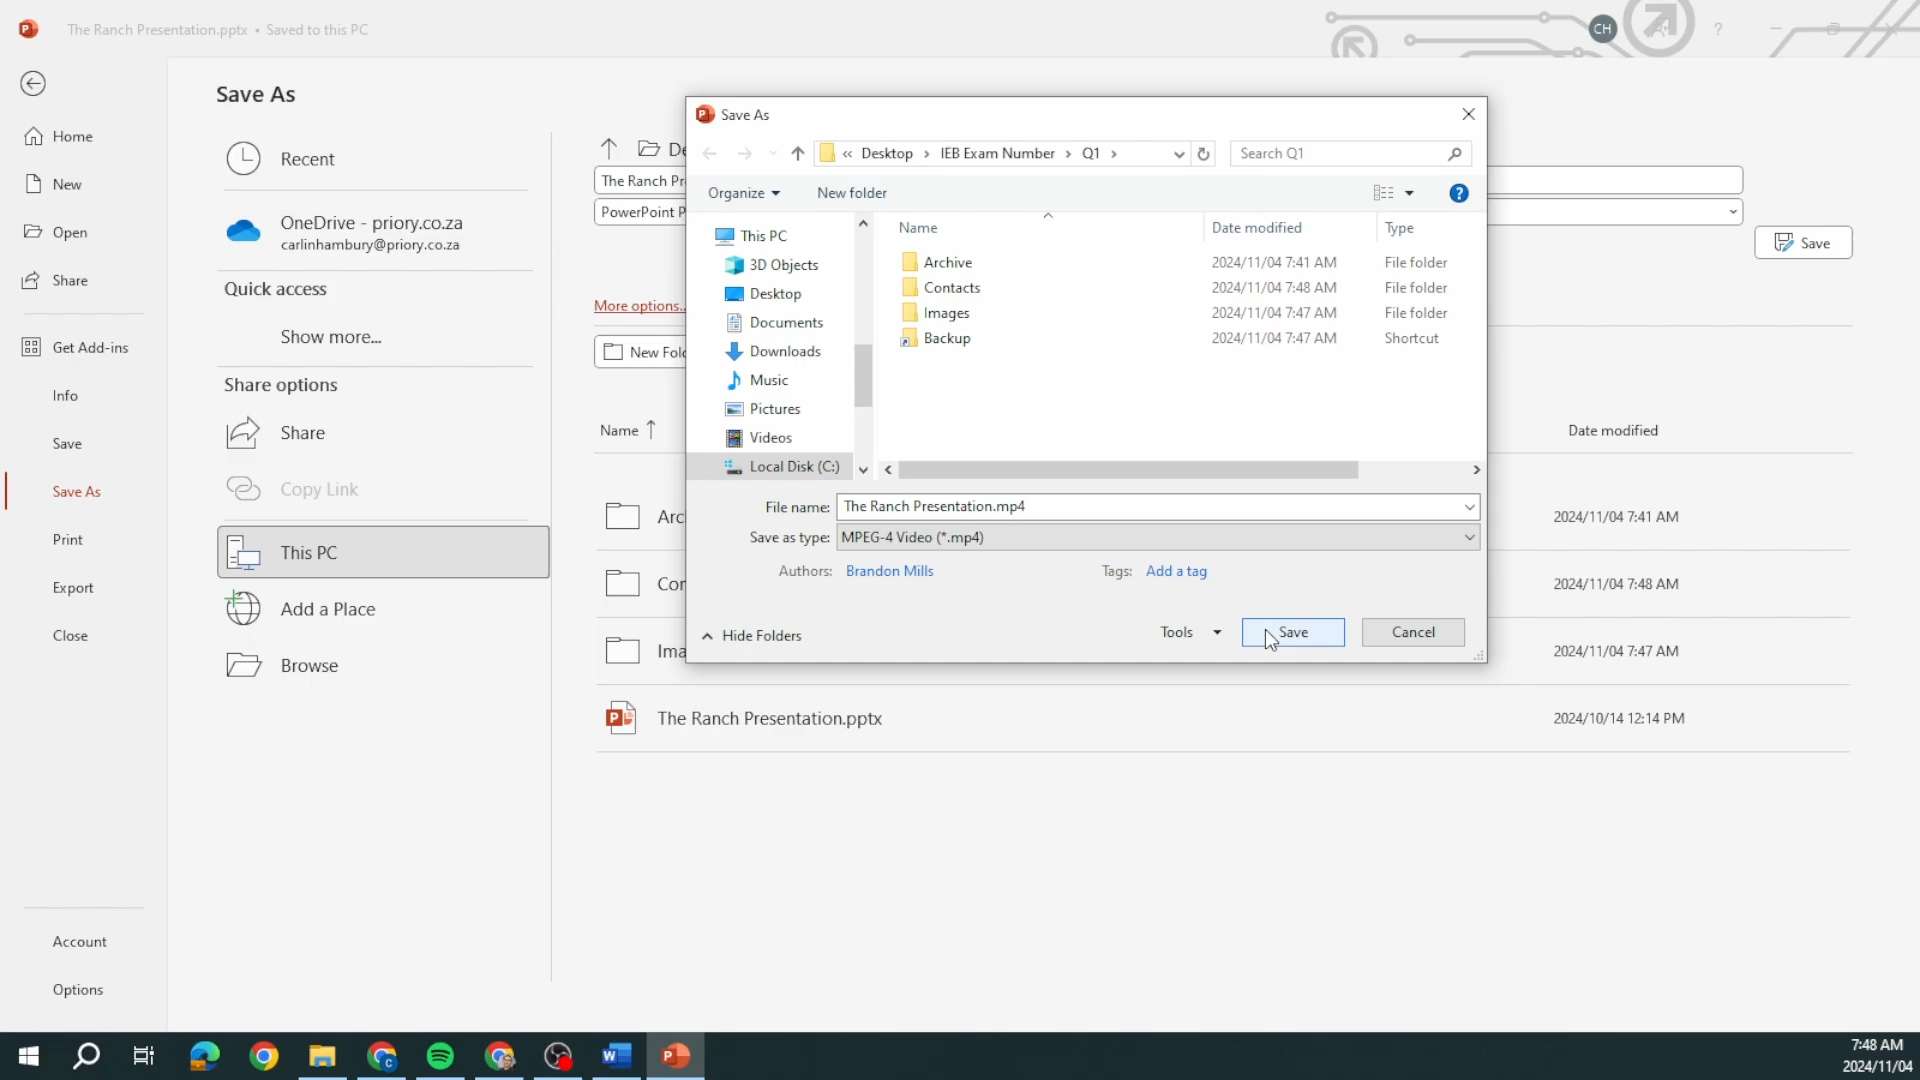 The Ranch Presentation.pptx • Saved to this PC
CH
?
Home
New
Open
Share
Get Add-ins
Info
Save
Save As
Print
Export
Close
Account
Options
Save As
Recent
OneDrive - priory.co.za
carlinhambury@priory.co.za
Quick access
Show more...
Share options
Share
Copy Link
This PC
Add a Place
Browse
The Ranch
PowerPoint
More options...
New
Save
Name
Date modified
2024/11/04 7:41 AM
2024/11/04 7:48 AM
2024/11/04 7:47 AM
The Ranch Presentation.pptx 2024/10/14 12:14 PM
Save As
« Desktop › IEB Exam Number › Q1 ›
Search Q1
Organize
New folder
This PC
3D Objects
Desktop
Documents
Downloads
Music
Pictures
Videos
Local Disk (C:)
Name Date modified Type
Archive 2024/11/04 7:41 AM File folder
Contacts 2024/11/04 7:48 AM File folder
Images 2024/11/04 7:47 AM File folder
Backup 2024/11/04 7:47 AM Shortcut
File name: The Ranch Presentation.mp4
Save as type: MPEG-4 Video (*.mp4)
Authors: Brandon Mills Tags: Add a tag
Hide Folders
Tools
Save
Cancel
7:48 AM
2024/11/04